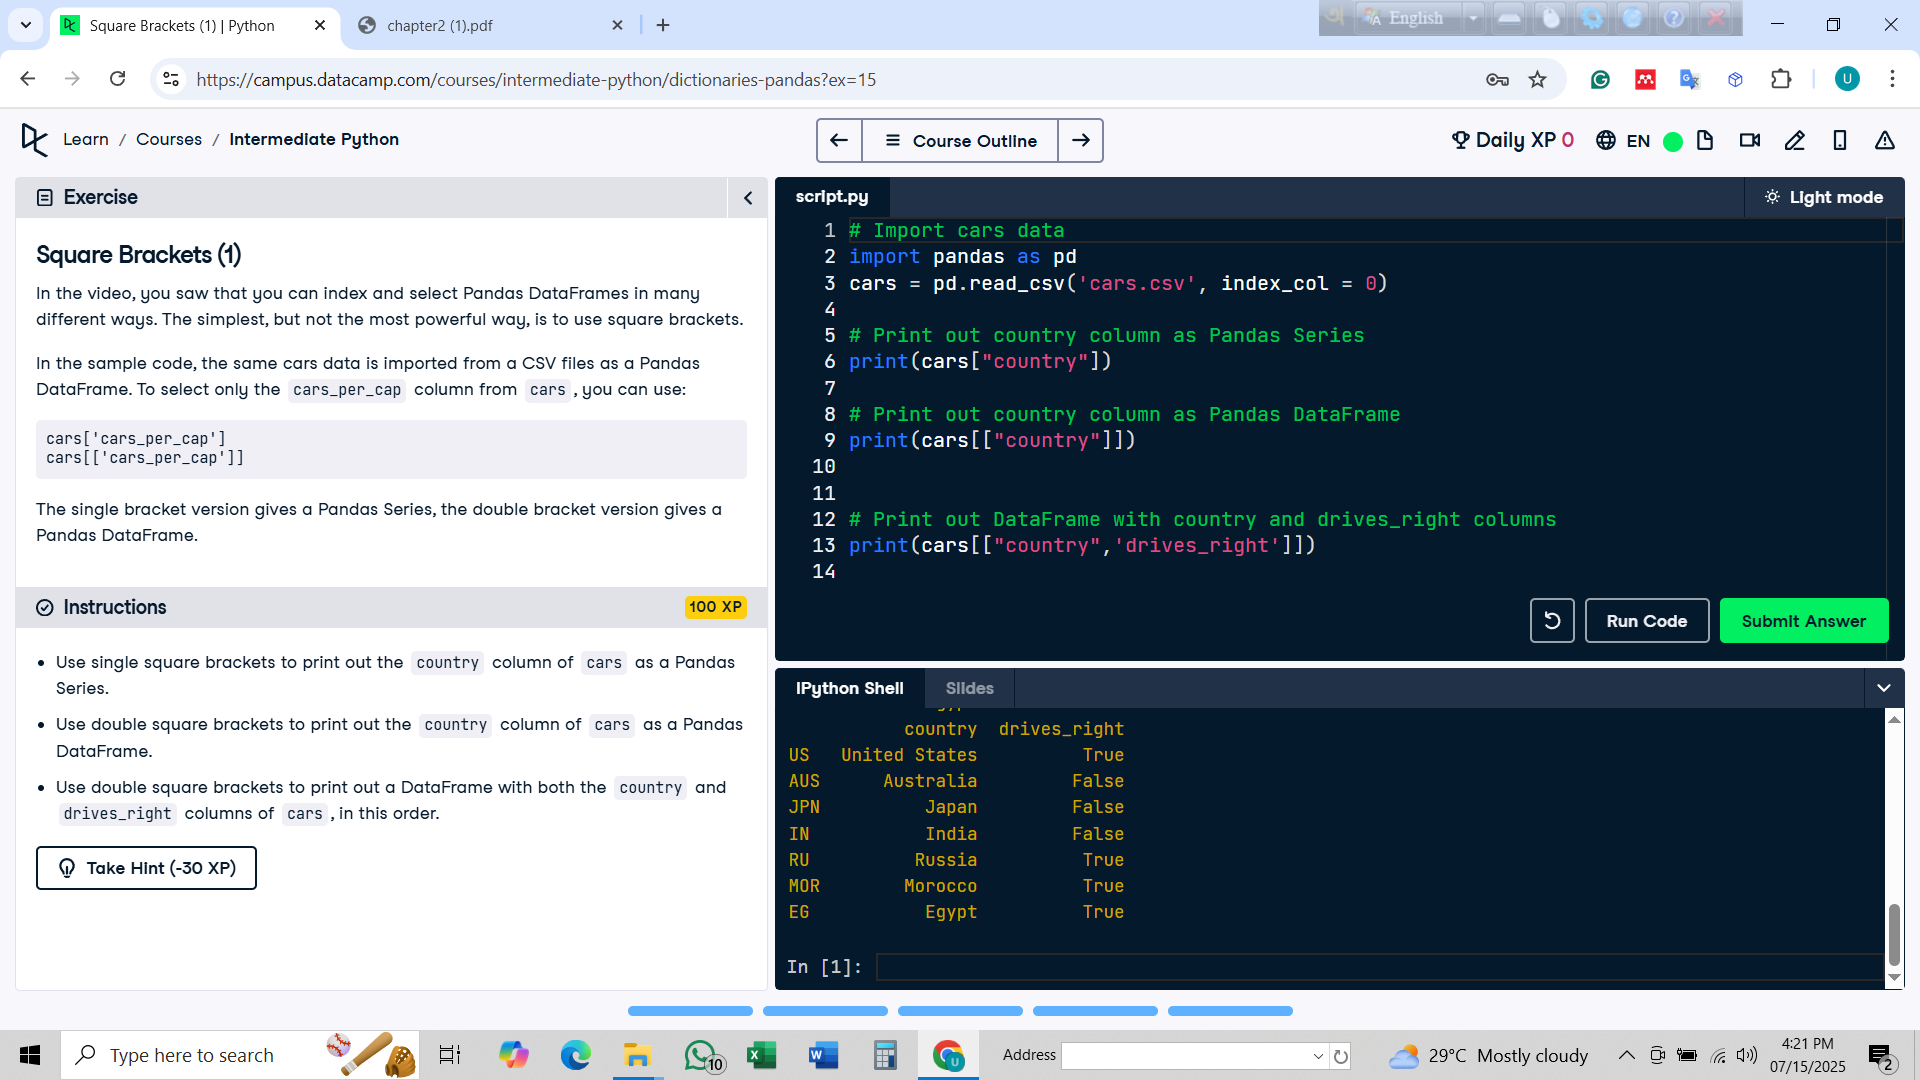 Square Brackets (1) | Python
chapter2 (1).pdf
English
https://campus.datacamp.com/courses/intermediate-python/dictionaries-pandas?ex=15
U
Learn / Courses / Intermediate Python
Course Outline
Daily XP 0
EN
Exercise
Square Brackets (1)
In the video, you saw that you can index and select Pandas DataFrames in many
different ways. The simplest, but not the most powerful way, is to use square brackets.
In the sample code, the same cars data is imported from a CSV files as a Pandas
DataFrame. To select only the cars_per_cap column from cars, you can use:
cars['cars_per_cap']
cars[['cars_per_cap']]
The single bracket version gives a Pandas Series, the double bracket version gives a
Pandas DataFrame.
Instructions
100 XP
• Use single square brackets to print out the country column of cars as a Pandas
Series.
• Use double square brackets to print out the country column of cars as a Pandas
DataFrame.
• Use double square brackets to print out a DataFrame with both the country and
drives_right columns of cars, in this order.
Take Hint (-30 XP)
script.py
Light mode
1 # Import cars data
2 import pandas as pd
3 cars = pd.read_csv('cars.csv', index_col = 0)
4
5 # Print out country column as Pandas Series
6 print(cars["country"])
7
8 # Print out country column as Pandas DataFrame
9 print(cars[["country"]])
10
11
12 # Print out DataFrame with country and drives_right columns
13 print(cars[["country",'drives_right']])
14
Run Code
Submit Answer
IPython Shell
Slides
country drives_right
US United States True
AUS Australia False
JPN Japan False
IN India False
RU Russia True
MOR Morocco True
EG Egypt True
In [1]:
Type here to search
10
U
Address
29°C Mostly cloudy
4:21 PM
07/15/2025
2